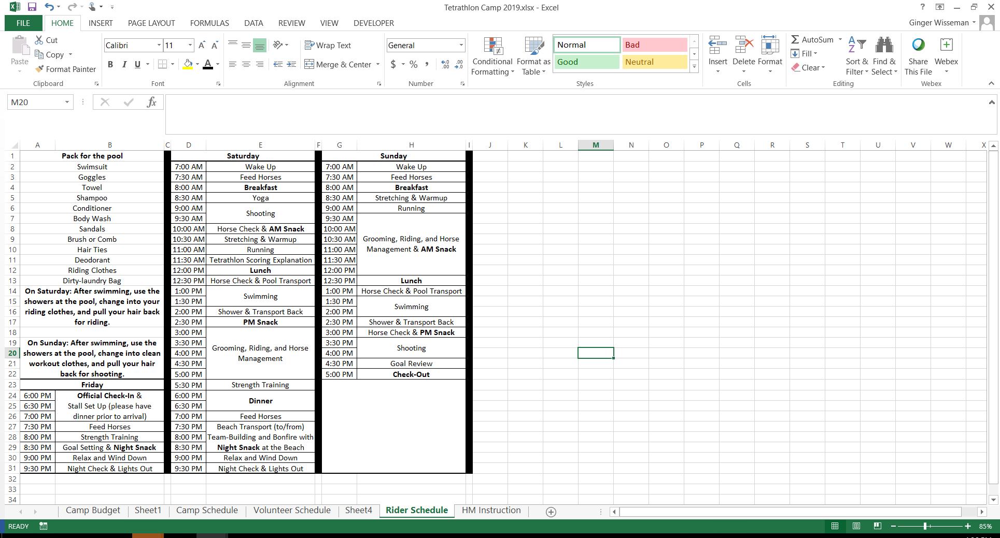 Tetrathlon Camp 2019.xlsx - Excel
?
FILE HOME INSERT PAGE LAYOUT FORMULAS DATA REVIEW VIEW DEVELOPER
Ginger Wisseman
Paste
Cut
Copy
Format Painter
Clipboard
Calibri 11
B I U
Font
Wrap Text
Merge & Center
Alignment
General
$ % ,
Number
Conditional Formatting
Format as Table
Normal Bad
Good Neutral
Styles
Insert Delete Format
Cells
AutoSum
Fill
Clear
Sort & Filter
Find & Select
Editing
Share This File
Webex
Webex
M20
fx
A B C D E F G H I J K L M N O P Q R S T U V W X
1 Pack for the pool Saturday Sunday
2 Swimsuit 7:00 AM Wake Up 7:00 AM Wake Up
3 Goggles 7:30 AM Feed Horses 7:30 AM Feed Horses
4 Towel 8:00 AM Breakfast 8:00 AM Breakfast
5 Shampoo 8:30 AM Yoga 8:30 AM Stretching & Warmup
6 Conditioner 9:00 AM Shooting 9:00 AM Running
7 Body Wash 9:30 AM 9:30 AM
8 Sandals 10:00 AM Horse Check & AM Snack 10:00 AM
9 Brush or Comb 10:30 AM Stretching & Warmup 10:30 AM Grooming, Riding, and Horse
10 Hair Ties 11:00 AM Running 11:00 AM Management & AM Snack
11 Deodorant 11:30 AM Tetrathlon Scoring Explanation 11:30 AM
12 Riding Clothes 12:00 PM Lunch 12:00 PM
13 Dirty-laundry Bag 12:30 PM Horse Check & Pool Transport 12:30 PM Lunch
14 On Saturday: After swimming, use the 1:00 PM Swimming 1:00 PM Horse Check & Pool Transport
15 showers at the pool, change into your 1:30 PM 1:30 PM Swimming
16 riding clothes, and pull your hair back 2:00 PM Shower & Transport Back 2:00 PM
17 for riding. 2:30 PM PM Snack 2:30 PM Shower & Transport Back
18 3:00 PM 3:00 PM Horse Check & PM Snack
19 On Sunday: After swimming, use the 3:30 PM Grooming, Riding, and Horse 3:30 PM Shooting
20 showers at the pool, change into clean 4:00 PM Management 4:00 PM
21 workout clothes, and pull your hair 4:30 PM 4:30 PM Goal Review
22 back for shooting. 5:00 PM 5:00 PM Check-Out
23 Friday 5:30 PM Strength Training
24 6:00 PM Official Check-In & 6:00 PM Dinner
25 6:30 PM Stall Set Up (please have 6:30 PM
26 7:00 PM dinner prior to arrival) 7:00 PM Feed Horses
27 7:30 PM Feed Horses 7:30 PM Beach Transport (to/from)
28 8:00 PM Strength Training 8:00 PM Team-Building and Bonfire with
29 8:30 PM Goal Setting & Night Snack 8:30 PM Night Snack at the Beach
30 9:00 PM Relax and Wind Down 9:00 PM Relax and Wind Down
31 9:30 PM Night Check & Lights Out 9:30 PM Night Check & Lights Out
32
33
34
Camp Budget Sheet1 Camp Schedule Volunteer Schedule Sheet4 Rider Schedule HM Instruction
READY
85%